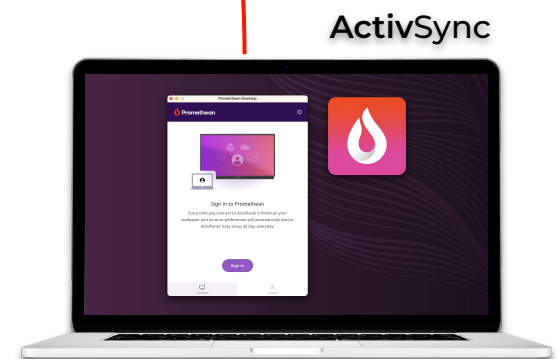 ActivSync
Promethean Desktop
Promethean
Sign in to Promethean
Every time you connect to ActivPanel 9 Premium your
wallpaper and account preferences will automatically load to
ActivPanel. Easy setup all day, everyday.
Sign in